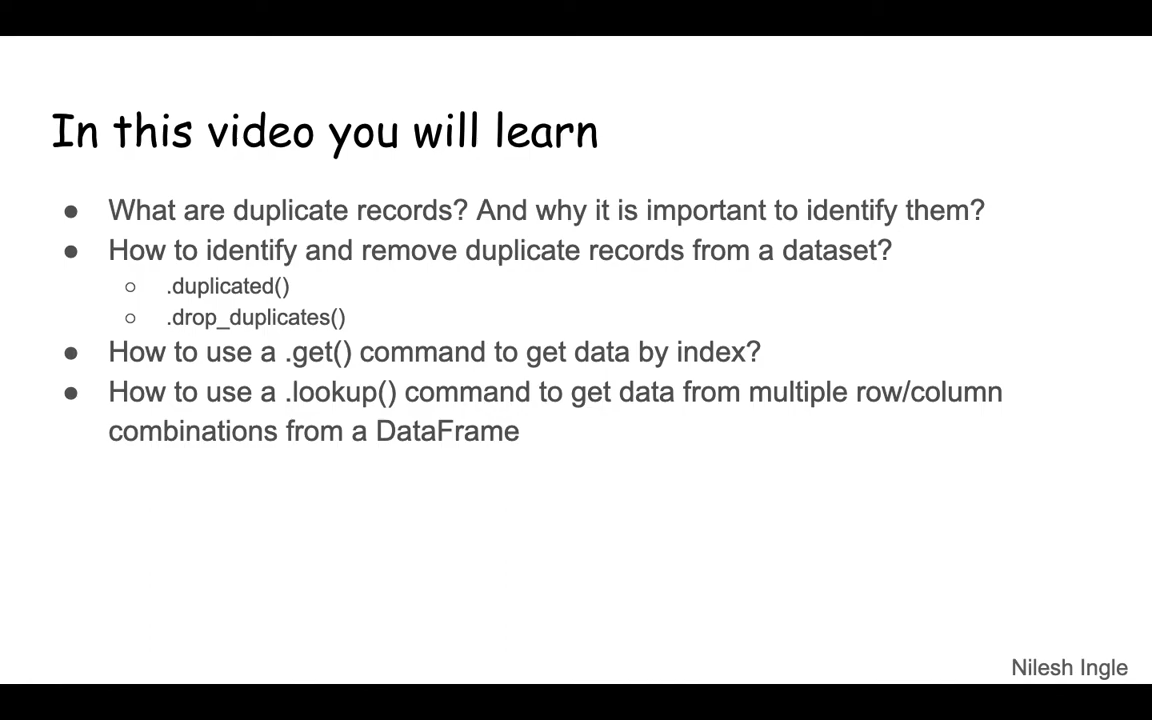 In this video you will learn
● What are duplicate records? And why it is important to identify them?
● How to identify and remove duplicate records from a dataset?
○ .duplicated()
○ .drop_duplicates()
● How to use a .get() command to get data by index?
● How to use a .lookup() command to get data from multiple row/column
combinations from a DataFrame
Nilesh Ingle